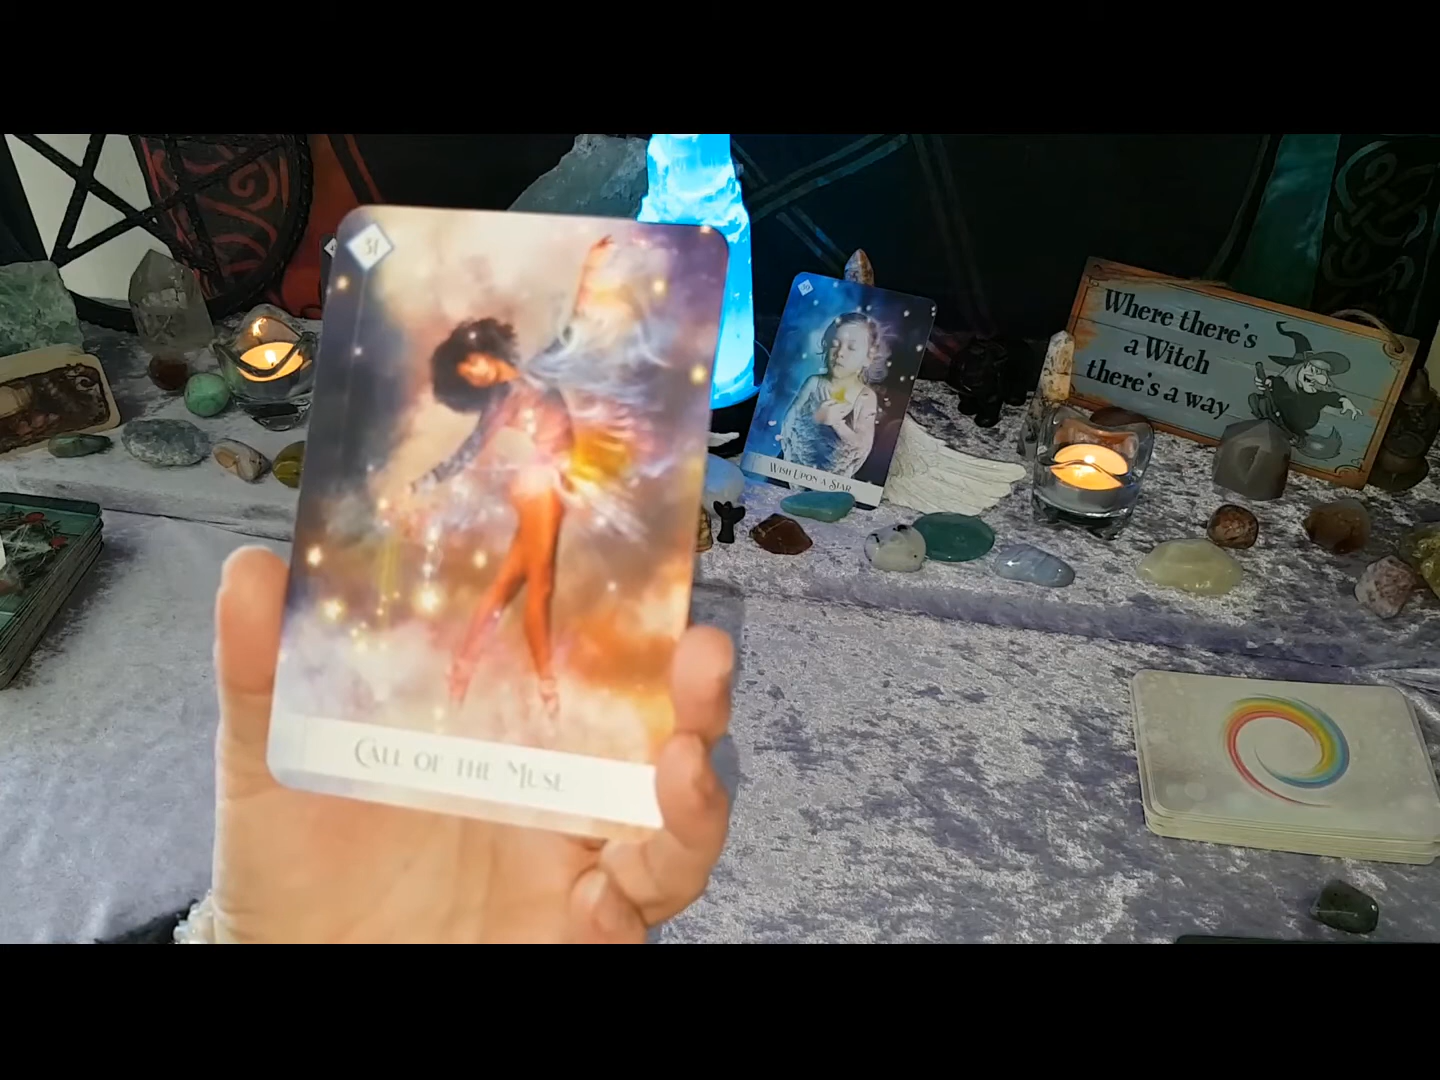 31
Call of the Muse
Wish Upon a Star
Where there's
a Witch
there's a way